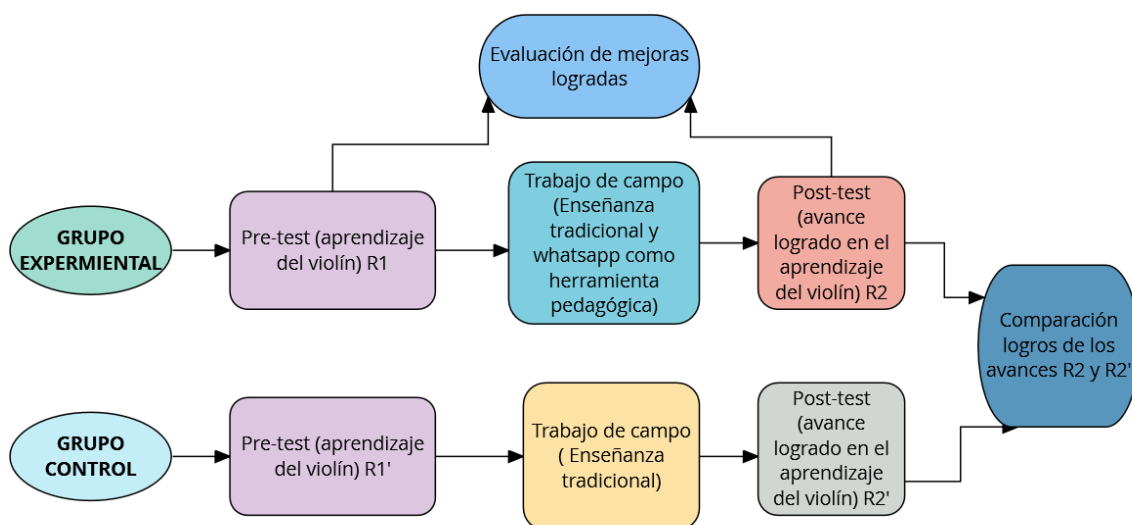 Evaluación de mejoras
logradas
GRUPO
EXPERMIENTAL
Pre-test (aprendizaje
del violín) R1
Trabajo de campo
(Enseñanza
tradicional y
whatsapp como
herramienta
pedagógica)
Post-test
(avance
logrado en el
aprendizaje
del violín) R2
Comparación
logros de los
avances R2 y R2'
GRUPO
CONTROL
Pre-test (aprendizaje
del violín) R1'
Trabajo de campo
( Enseñanza
tradicional)
Post-test
(avance
logrado en el
aprendizaje
del violín) R2'